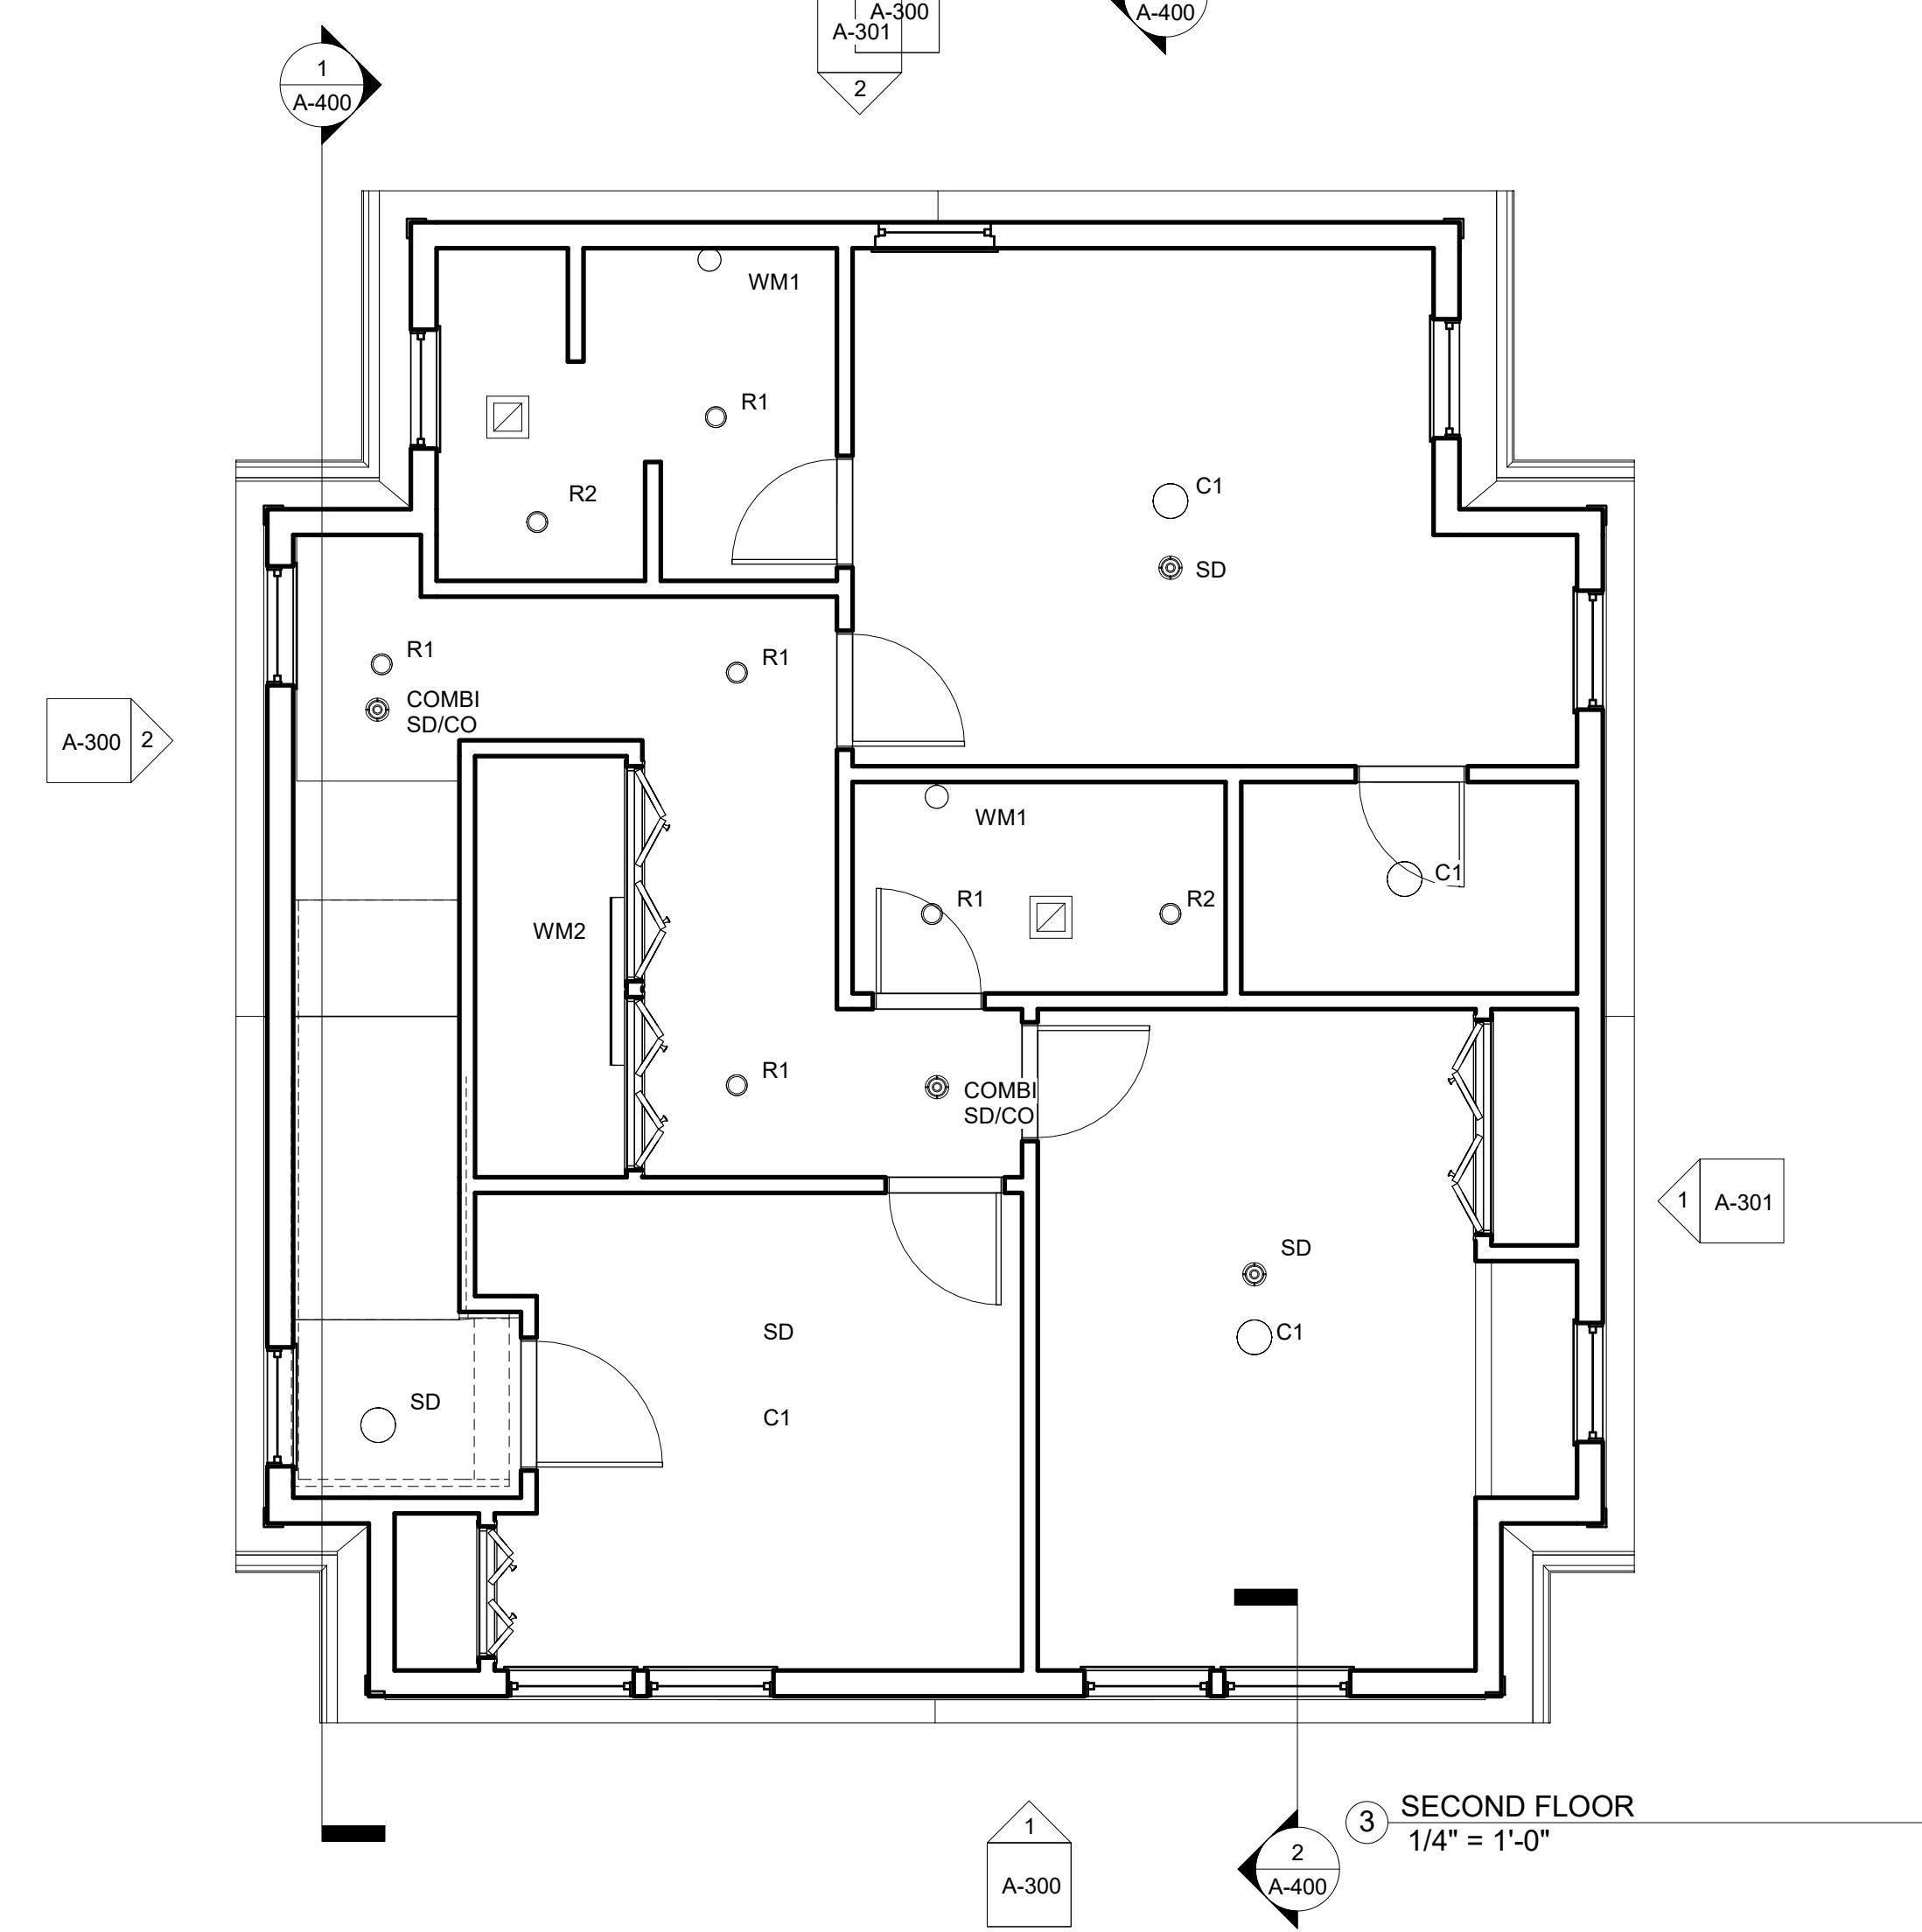 A-300
A-301
2
A-400
1
A-400
WM1
R1
R2
C1
SD
R1
COMBI
SD/CO
R1
A-300
2
WM1
C1
R1
R2
WM2
R1
COMBI
SD/CO
1
A-301
SD
C1
SD
C1
SD
3
SECOND FLOOR
1/4" = 1'-0"
1
A-300
2
A-400